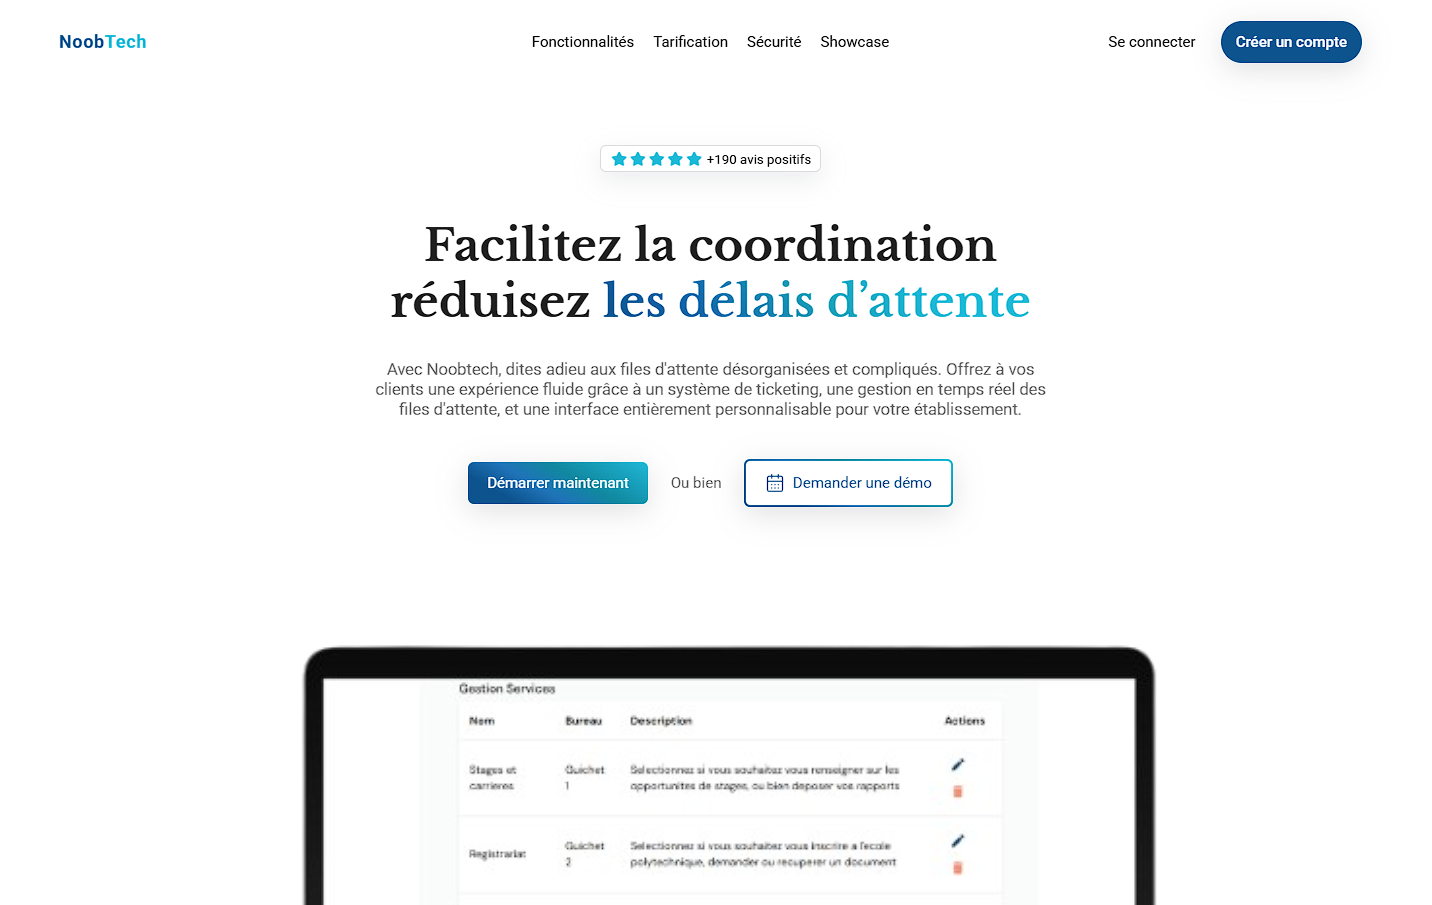 NoobTech
Fonctionnalités
Tarification
Sécurité
Showcase
Se connecter
Créer un compte
+190 avis positifs
Facilitez la coordination
réduisez les délais d’attente
Avec Noobtech, dites adieu aux files d'attente désorganisées et compliqués. Offrez à vos
clients une expérience fluide grâce à un système de ticketing, une gestion en temps réel des
files d'attente, et une interface entièrement personnalisable pour votre établissement.
Démarrer maintenant
Ou bien
Demander une démo
Gestion Services
Nom Bureau Description Actions
Stages et Guichet Selectionnez si vous souhaitez vous renseigner sur les
carrieres 1 opportunites de stages, ou bien deposer vos rapports
Registrariat Guichet Selectionnez si vous souhaitez vous inscrire a l'ecole
2 polytechnique, demander ou recuperer un document